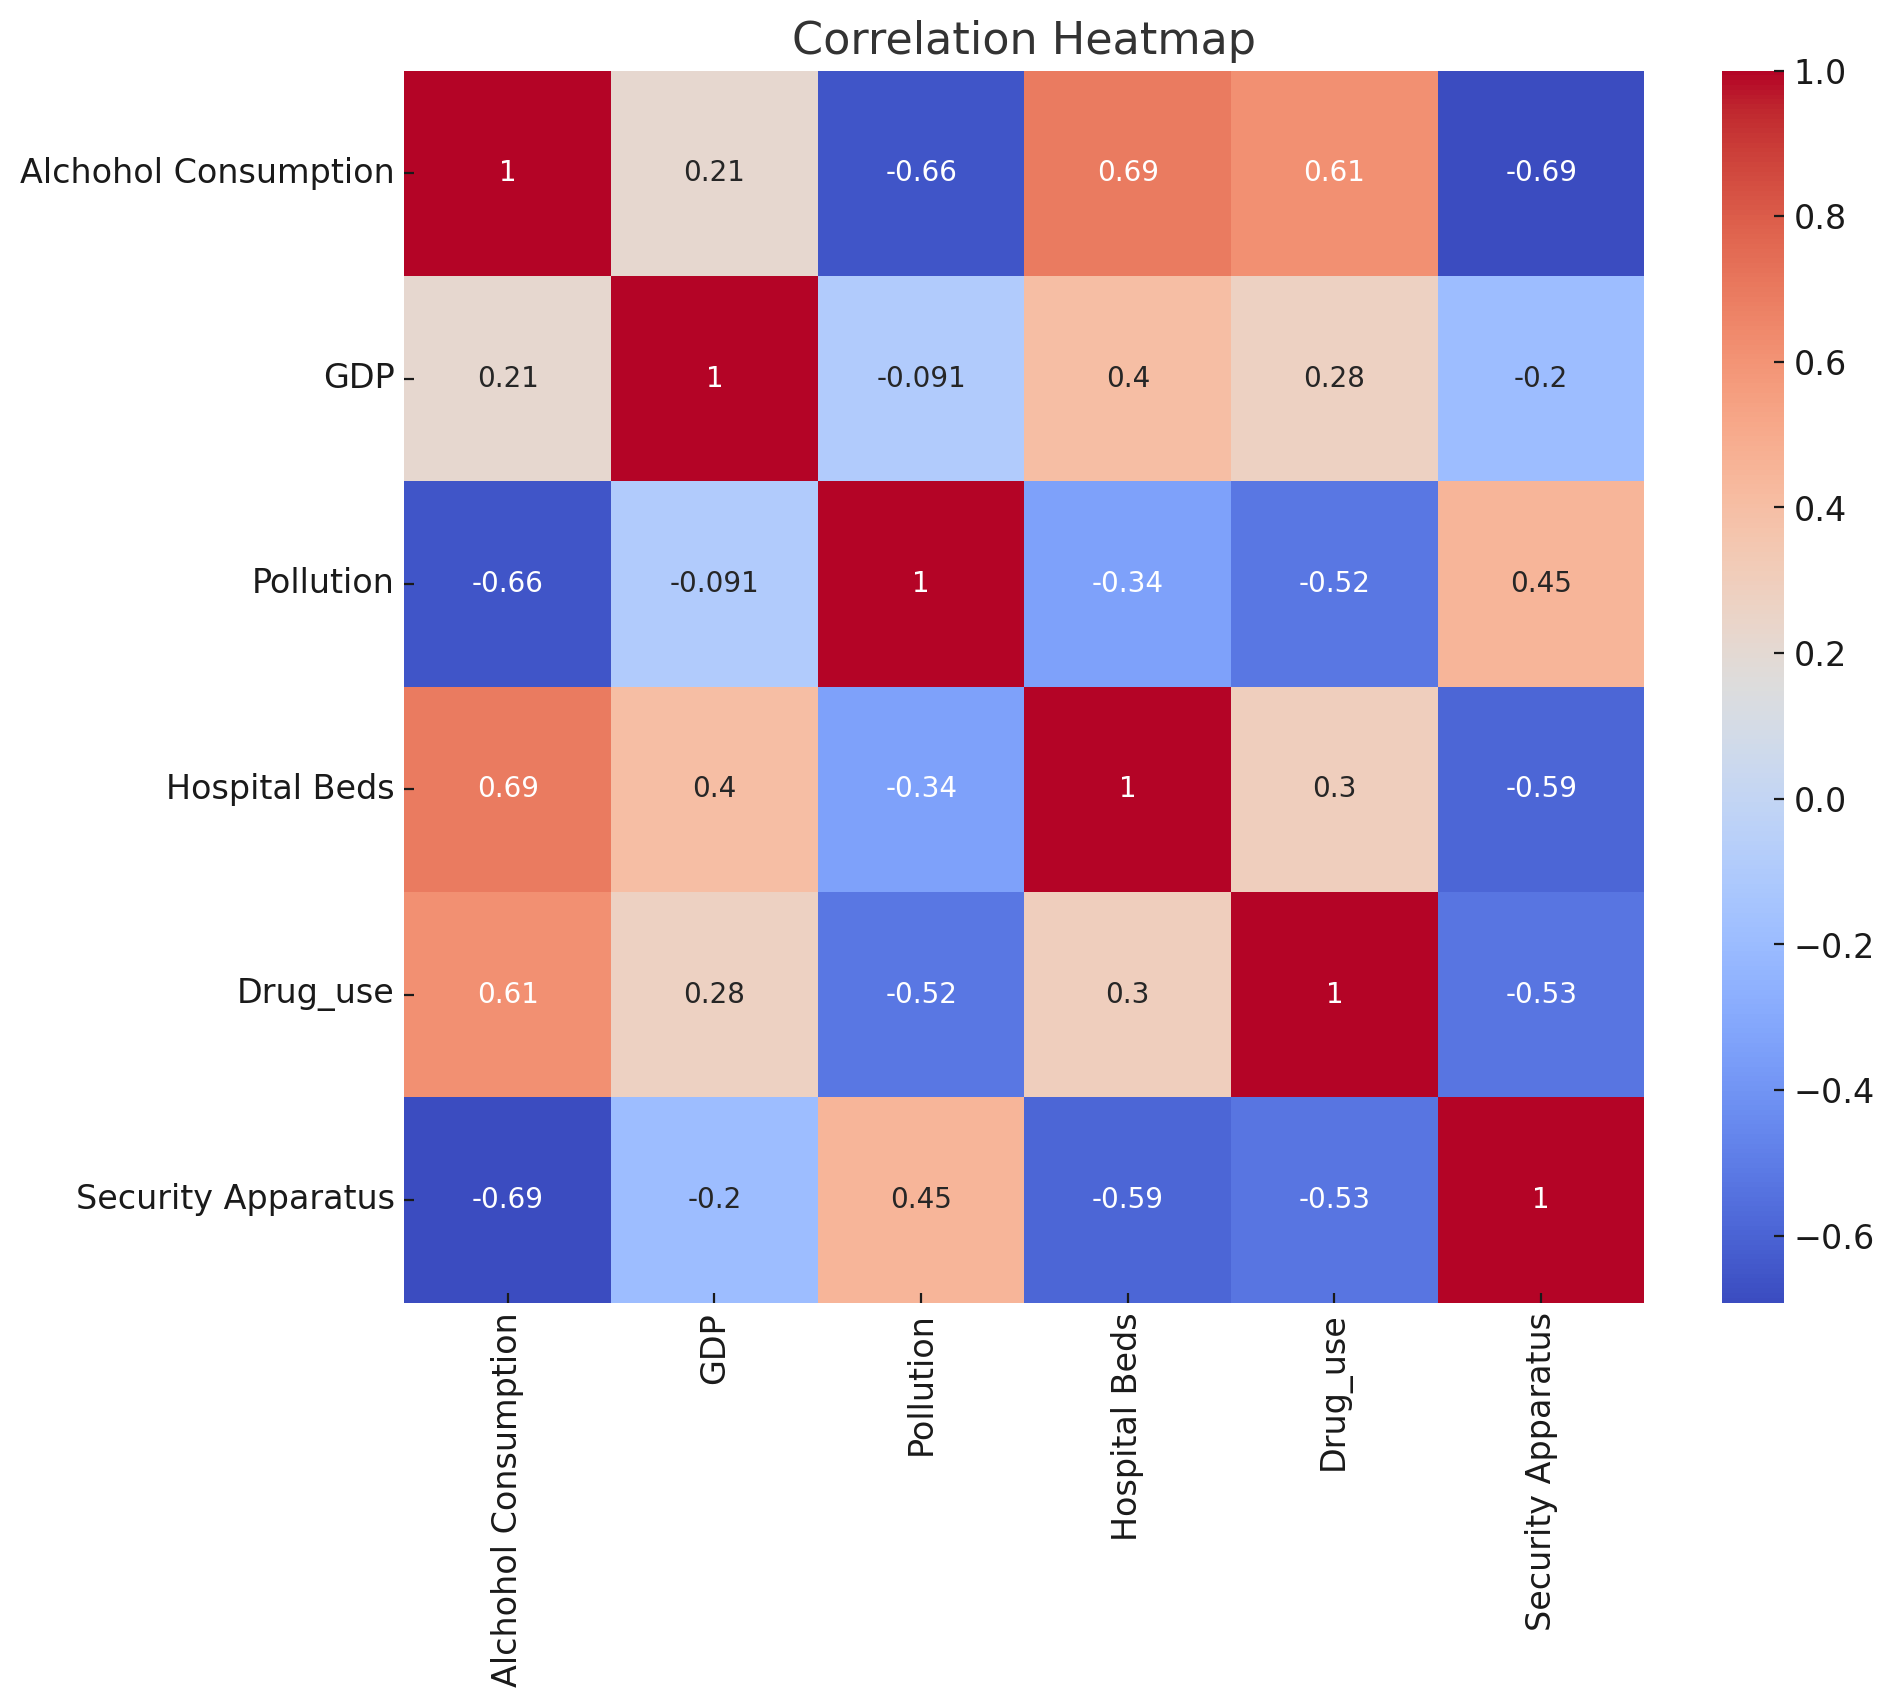 Correlation Heatmap
Alchohol Consumption
1 0.21 -0.66 0.69 0.61 -0.69
GDP
0.21 1 -0.091 0.4 0.28 -0.2
Pollution
-0.66 -0.091 1 -0.34 -0.52 0.45
Hospital Beds
0.69 0.4 -0.34 1 0.3 -0.59
Drug_use
0.61 0.28 -0.52 0.3 1 -0.53
Security Apparatus
-0.69 -0.2 0.45 -0.59 -0.53 1
Alchohol Consumption
GDP
Pollution
Hospital Beds
Drug_use
Security Apparatus
1.0
0.8
0.6
0.4
0.2
0.0
−0.2
−0.4
−0.6